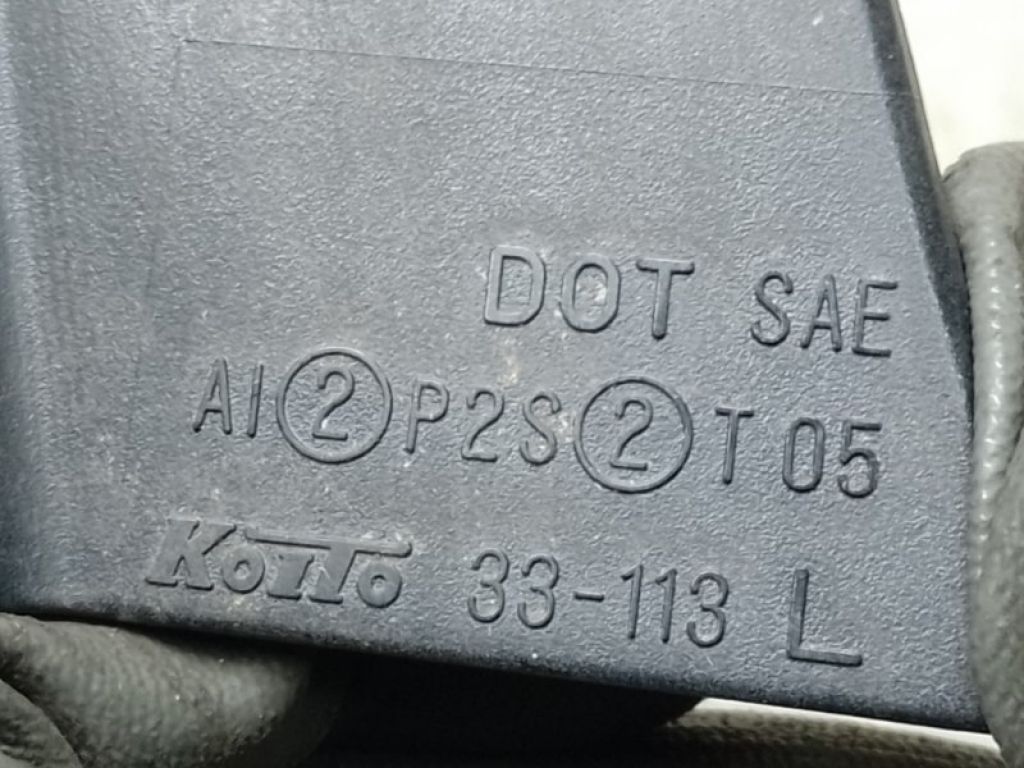 DOT SAE
AI②P2S②T05
KOITO 33-113 L